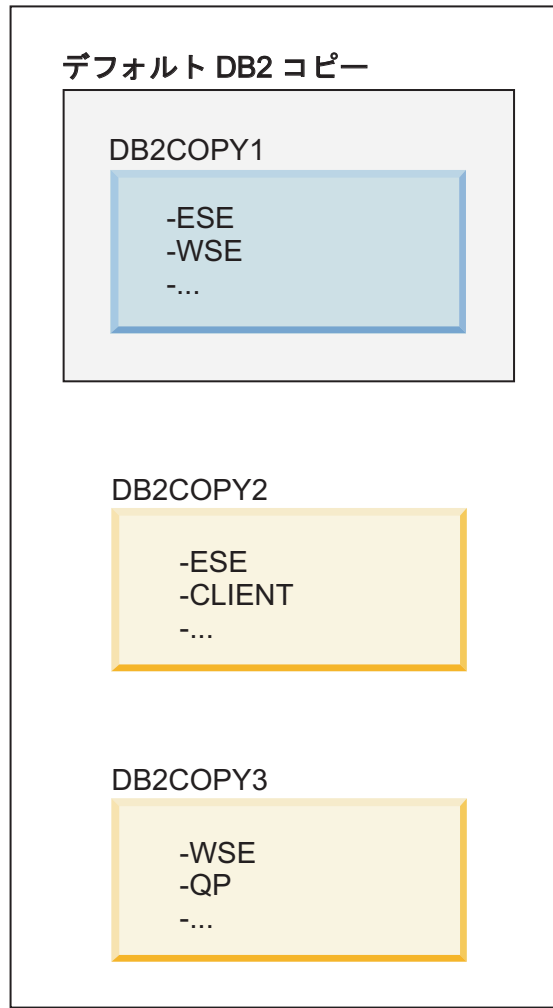 デフォルト DB2 コピー
DB2COPY1
-ESE
-WSE
-...
DB2COPY2
-ESE
-CLIENT
-...
DB2COPY3
-WSE
-QP
-...